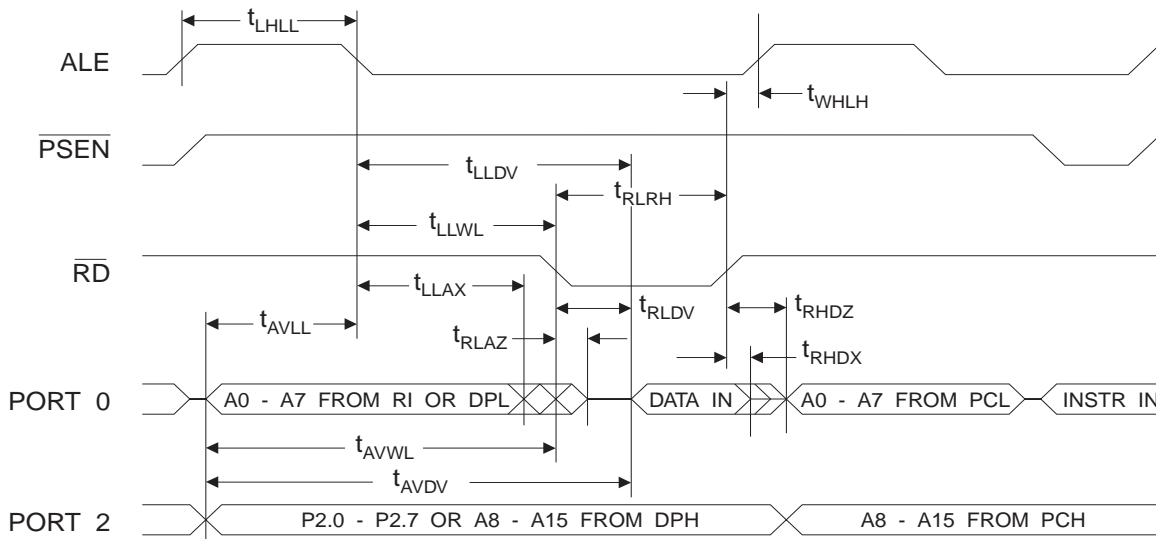 tLHLL
ALE
tWHLH
PSEN
tLLDV
tRLRH
tLLWL
RD
tLLAX
tRLDV
tRHDZ
tAVLL
tRLAZ
tRHDX
PORT 0
A0 - A7 FROM RI OR DPL
DATA IN
A0 - A7 FROM PCL
INSTR IN
tAVWL
tAVDV
PORT 2
P2.0 - P2.7 OR A8 - A15 FROM DPH
A8 - A15 FROM PCH